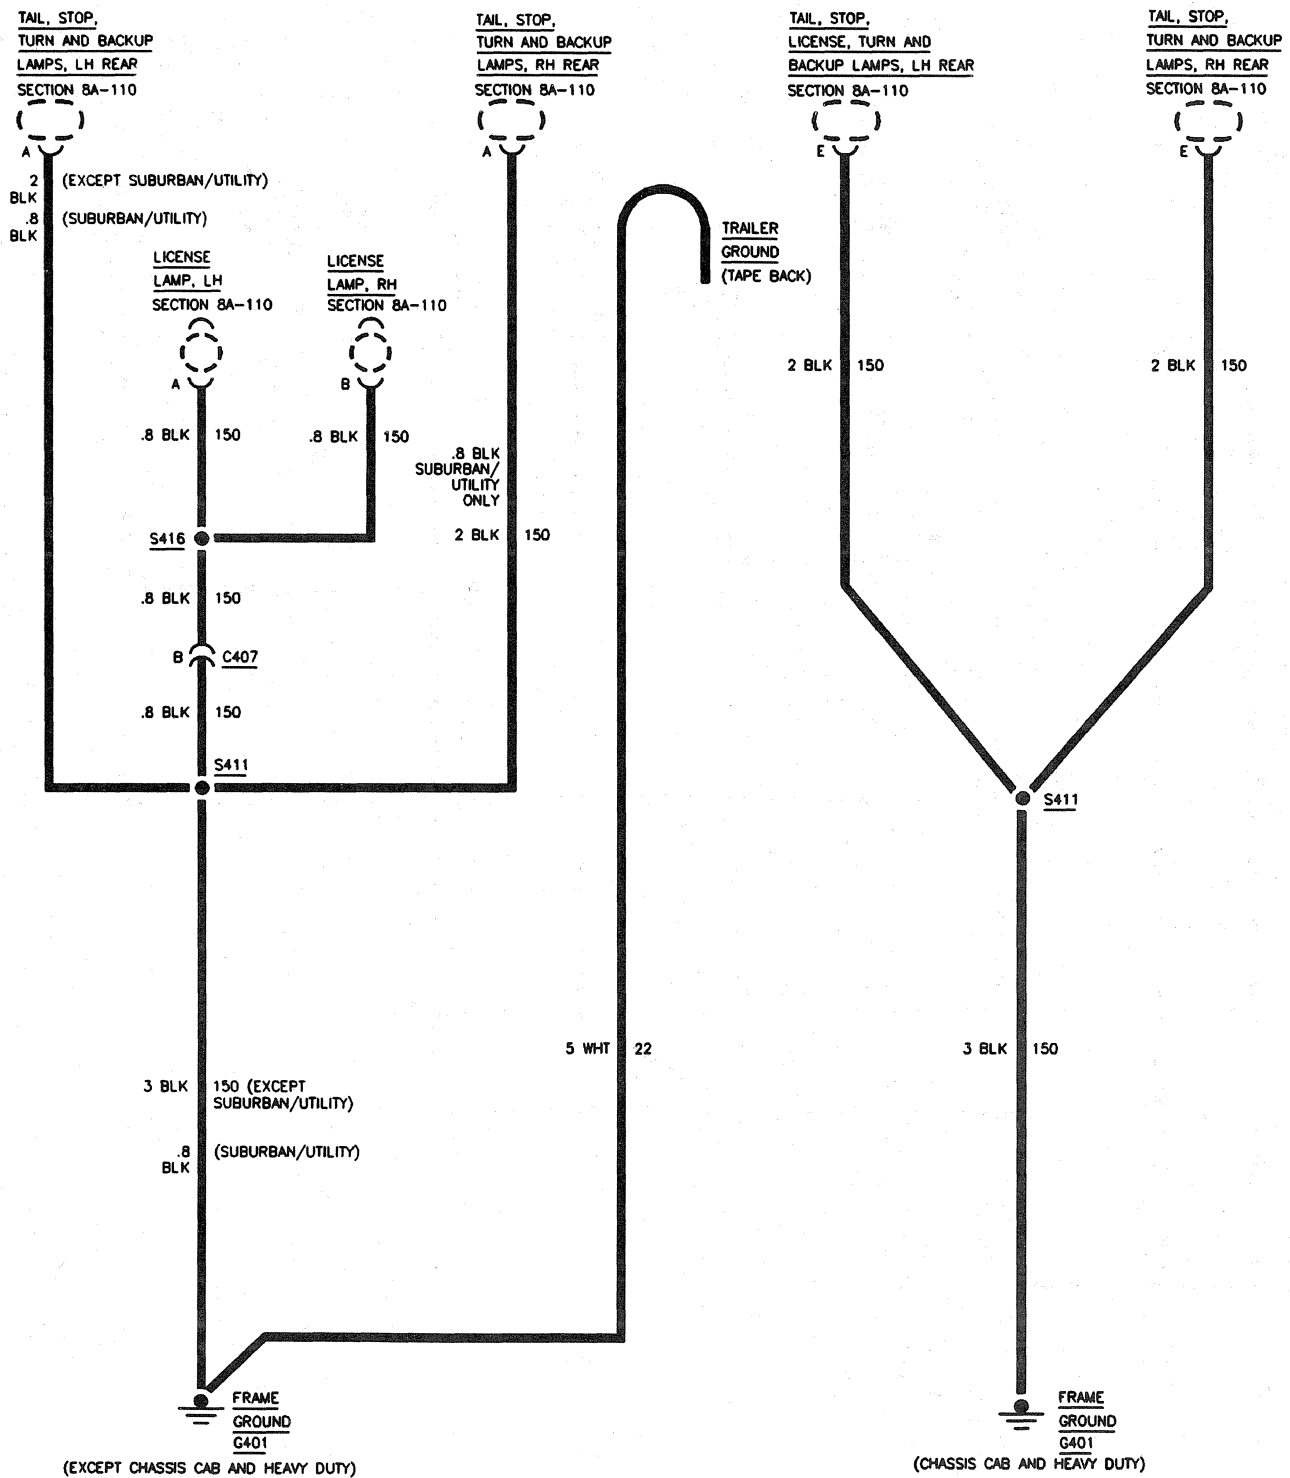 TAIL, STOP,
TURN AND BACKUP
LAMPS, LH REAR
SECTION 8A-110
A
2
BLK
(EXCEPT SUBURBAN/UTILITY)
.8
BLK
(SUBURBAN/UTILITY)
LICENSE
LAMP, LH
SECTION 8A-110
A
.8 BLK 150
LICENSE
LAMP, RH
SECTION 8A-110
B
.8 BLK 150
S416
.8 BLK 150
B C407
.8 BLK 150
S411
TAIL, STOP,
TURN AND BACKUP
LAMPS, RH REAR
SECTION 8A-110
A
.8 BLK
SUBURBAN/
UTILITY
ONLY
2 BLK 150
TRAILER
GROUND
(TAPE BACK)
5 WHT 22
3 BLK 150 (EXCEPT
SUBURBAN/UTILITY)
.8
BLK
(SUBURBAN/UTILITY)
FRAME
GROUND
G401
(EXCEPT CHASSIS CAB AND HEAVY DUTY)
TAIL, STOP,
LICENSE, TURN AND
BACKUP LAMPS, LH REAR
SECTION 8A-110
E
2 BLK 150
TAIL, STOP,
TURN AND BACKUP
LAMPS, RH REAR
SECTION 8A-110
E
2 BLK 150
S411
3 BLK 150
FRAME
GROUND
G401
(CHASSIS CAB AND HEAVY DUTY)